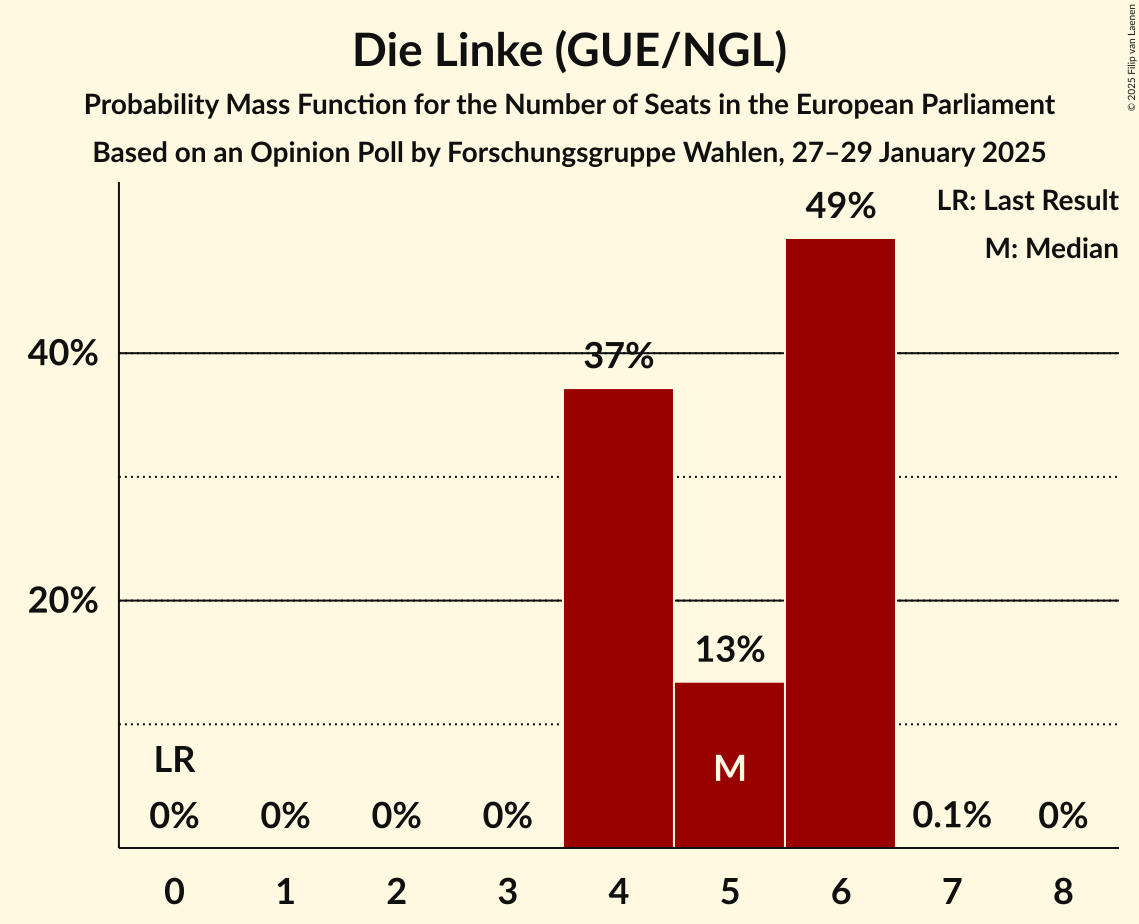 Die Linke (GUE/NGL)
Probability Mass Function for the Number of Seats in the European Parliament
Based on an Opinion Poll by Forschungsgruppe Wahlen, 27–29 January 2025
© 2025 Filip van Laenen
LR: Last Result
M: Median
49%
40%
37%
20%
13%
LR
M
0%
0%
0%
0%
0.1%
0%
0
1
2
3
4
5
6
7
8